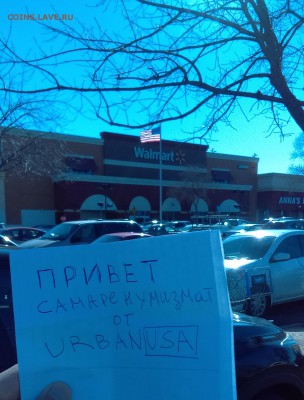 COINS.LAVE.RU
Walmart
ANNA'S
ПРИВЕТ
САМАРЕНУМИЗМАТ
ОТ
URBANUSA